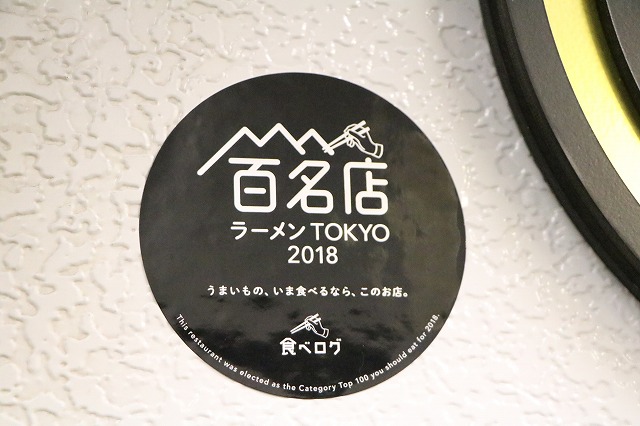 百名店
ラーメン TOKYO
2018
うまいもの、いま食べるなら、このお店。
食べログ
This restaurant was elected as the Category Top 100 you should eat for 2018.